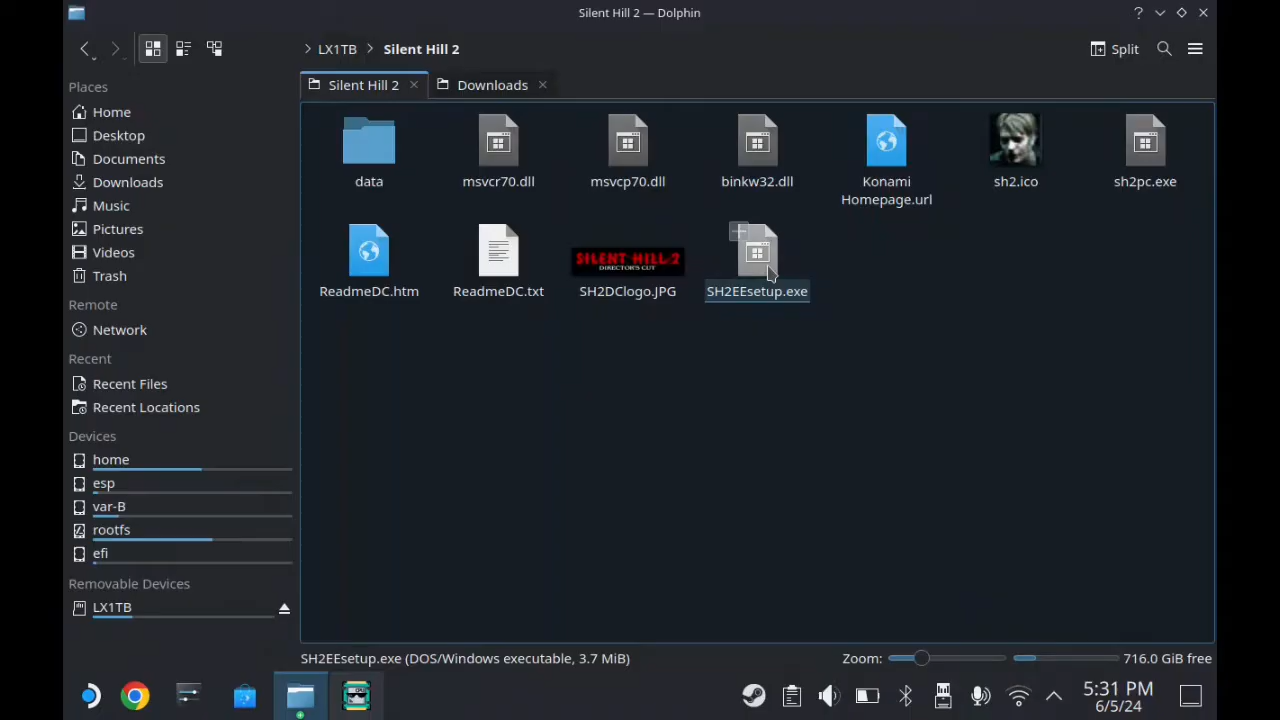 Silent Hill 2 — Dolphin
LX1TB
Silent Hill 2
Split
Places
Home
Desktop
Documents
Downloads
Music
Pictures
Videos
Trash
Remote
Network
Recent
Recent Files
Recent Locations
Devices
home
esp
var-B
rootfs
efi
Removable Devices
LX1TB
Silent Hill 2
Downloads
data
msvcr70.dll
msvcp70.dll
binkw32.dll
Konami
Homepage.url
sh2.ico
sh2pc.exe
ReadmeDC.htm
ReadmeDC.txt
SILENT HILL 2
DIRECTOR'S CUT
SH2DClogo.JPG
SH2EEsetup.exe
SH2EEsetup.exe (DOS/Windows executable, 3.7 MiB)
Zoom:
716.0 GiB free
5:31 PM
6/5/24